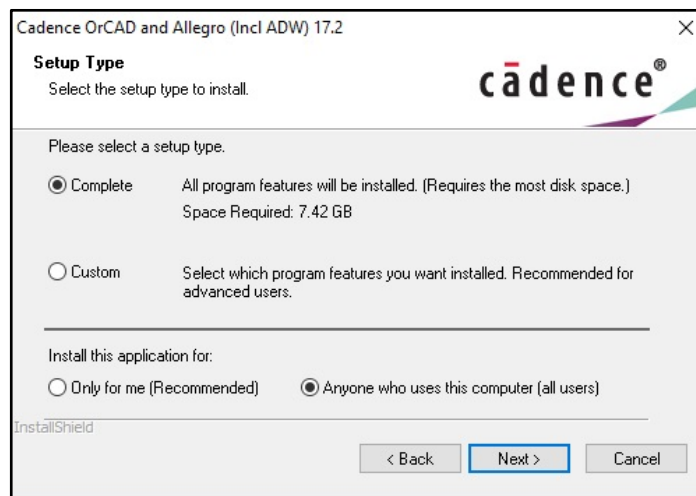 Cadence OrCAD and Allegro (Incl ADW) 17.2
Setup Type
Select the setup type to install.
cādence®
Please select a setup type.
Complete
All program features will be installed. (Requires the most disk space.)
Space Required: 7.42 GB
Custom
Select which program features you want installed. Recommended for
advanced users.
Install this application for:
Only for me (Recommended)
Anyone who uses this computer (all users)
InstallShield
< Back
Next >
Cancel